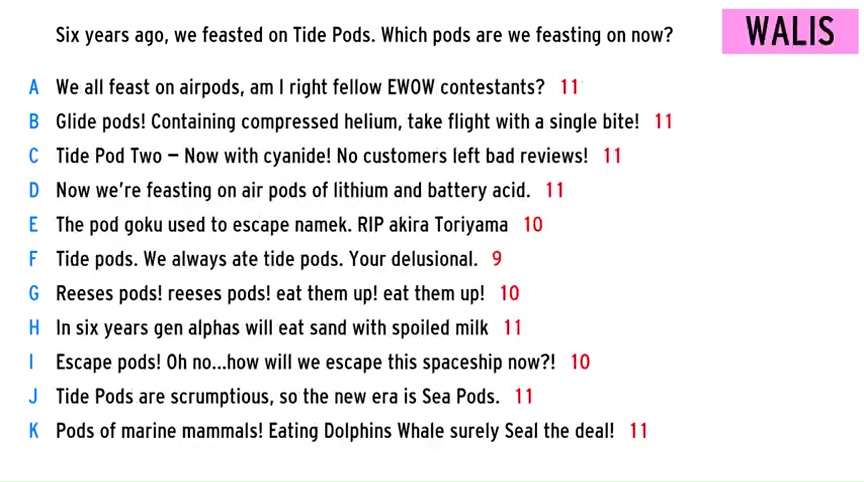 Six years ago, we feasted on Tide Pods. Which pods are we feasting on now?
WALIS
A We all feast on airpods, am I right fellow EWOW contestants? 11
B Glide pods! Containing compressed helium, take flight with a single bite! 11
C Tide Pod Two – Now with cyanide! No customers left bad reviews! 11
D Now we're feasting on air pods of lithium and battery acid. 11
E The pod goku used to escape namek. RIP akira Toriyama 10
F Tide pods. We always ate tide pods. Your delusional. 9
G Reeses pods! reeses pods! eat them up! eat them up! 10
H In six years gen alphas will eat sand with spoiled milk 11
I Escape pods! Oh no...how will we escape this spaceship now?! 10
J Tide Pods are scrumptious, so the new era is Sea Pods. 11
K Pods of marine mammals! Eating Dolphins Whale surely Seal the deal! 11